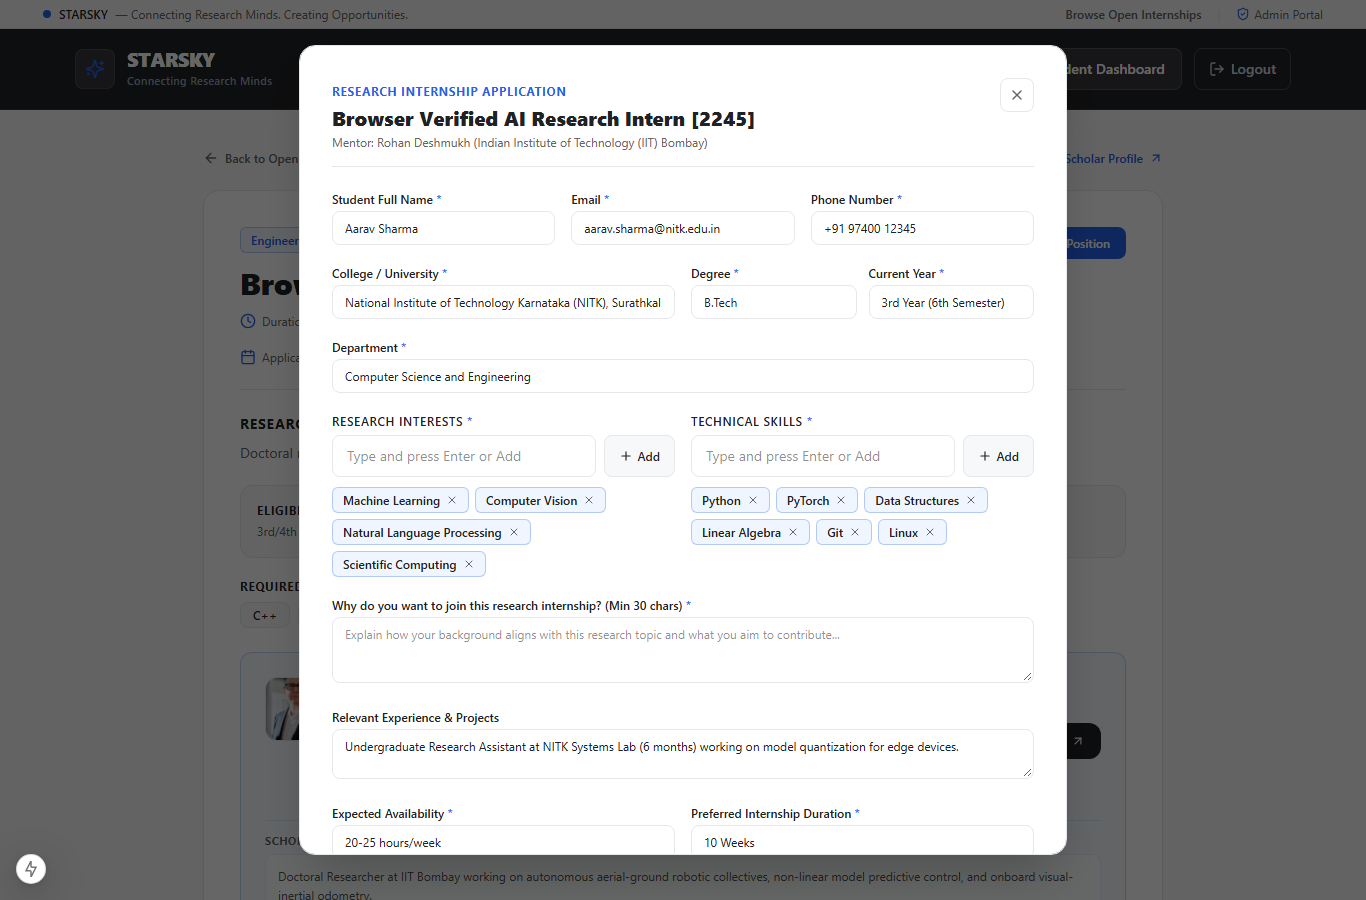 STARSKY — Connecting Research Minds. Creating Opportunities.
Browse Open Internships
Admin Portal
STARSKY
Connecting Research Minds
dent Dashboard
Logout
Back to Open
Scholar Profile
RESEARCH INTERNSHIP APPLICATION
Browser Verified AI Research Intern [2245]
Mentor: Rohan Deshmukh (Indian Institute of Technology (IIT) Bombay)
Student Full Name *
Email *
Phone Number *
Aarav Sharma
aarav.sharma@nitk.edu.in
+91 97400 12345
Engineer
Position
College / University *
Degree *
Current Year *
National Institute of Technology Karnataka (NITK), Surathkal
B.Tech
3rd Year (6th Semester)
Department *
Computer Science and Engineering
RESEARCH INTERESTS *
TECHNICAL SKILLS *
Type and press Enter or Add
+ Add
Type and press Enter or Add
+ Add
Machine Learning ×
Computer Vision ×
Python ×
PyTorch ×
Data Structures ×
Natural Language Processing ×
Linear Algebra ×
Git ×
Linux ×
Scientific Computing ×
3rd/4th
REQUIRED
C++
Why do you want to join this research internship? (Min 30 chars) *
Explain how your background aligns with this research topic and what you aim to contribute...
Relevant Experience & Projects
Undergraduate Research Assistant at NITK Systems Lab (6 months) working on model quantization for edge devices.
Expected Availability *
Preferred Internship Duration *
20-25 hours/week
10 Weeks
Doctoral Researcher at IIT Bombay working on autonomous aerial-ground robotic collectives, non-linear model predictive control, and onboard visual-
inertial odometry.